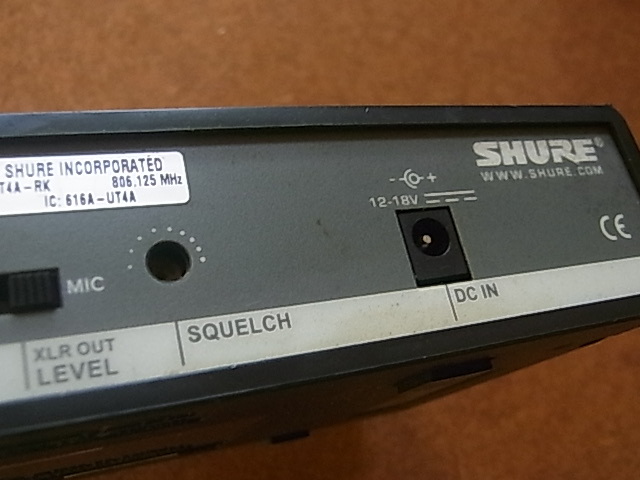 SHURE INCORPORATED
T4A-RK 806.125 MHz
IC: 616A-UT4A
SHURE®
WWW.SHURE.COM
- +
12-18V
CE
MIC
XLR OUT
LEVEL
SQUELCH
DC IN